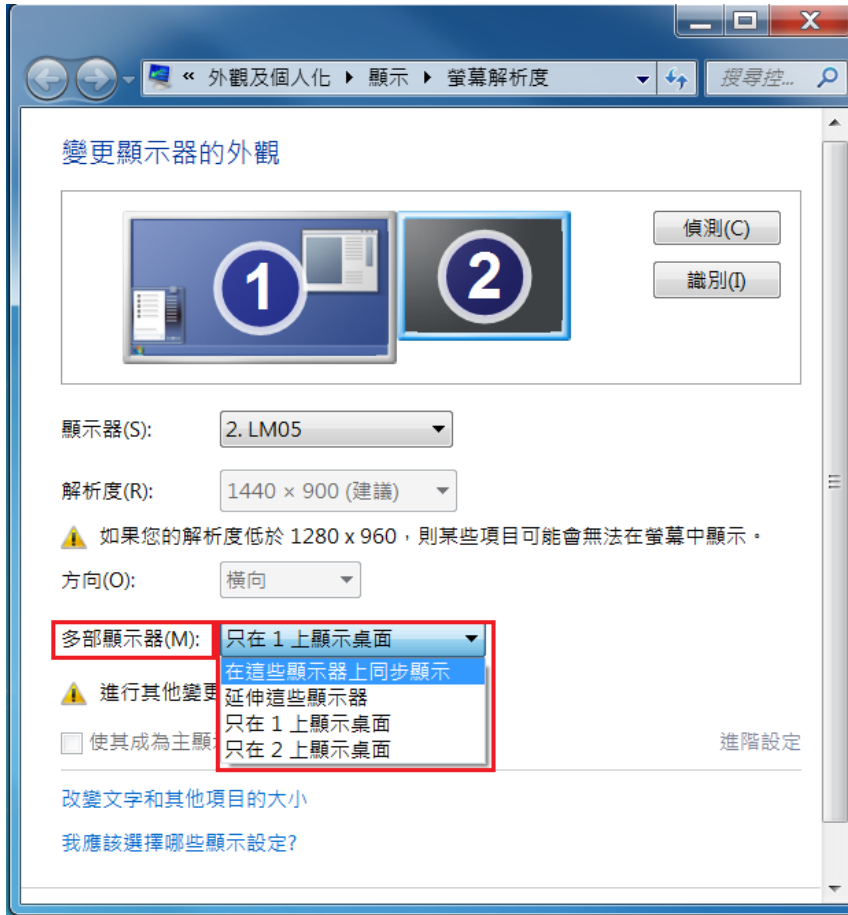 « 外觀及個人化 ▸ 顯示 ▸ 螢幕解析度 搜尋控...
變更顯示器的外觀
1
2
偵測(C)
識別(I)
顯示器(S): 2. LM05
解析度(R): 1440 × 900 (建議)
如果您的解析度低於 1280 x 960，則某些項目可能會無法在螢幕中顯示。
方向(O): 橫向
多部顯示器(M): 只在 1 上顯示桌面
在這些顯示器上同步顯示
延伸這些顯示器
只在 1 上顯示桌面
只在 2 上顯示桌面
進行其他變更
使其成為主顯
進階設定
改變文字和其他項目的大小
我應該選擇哪些顯示設定?